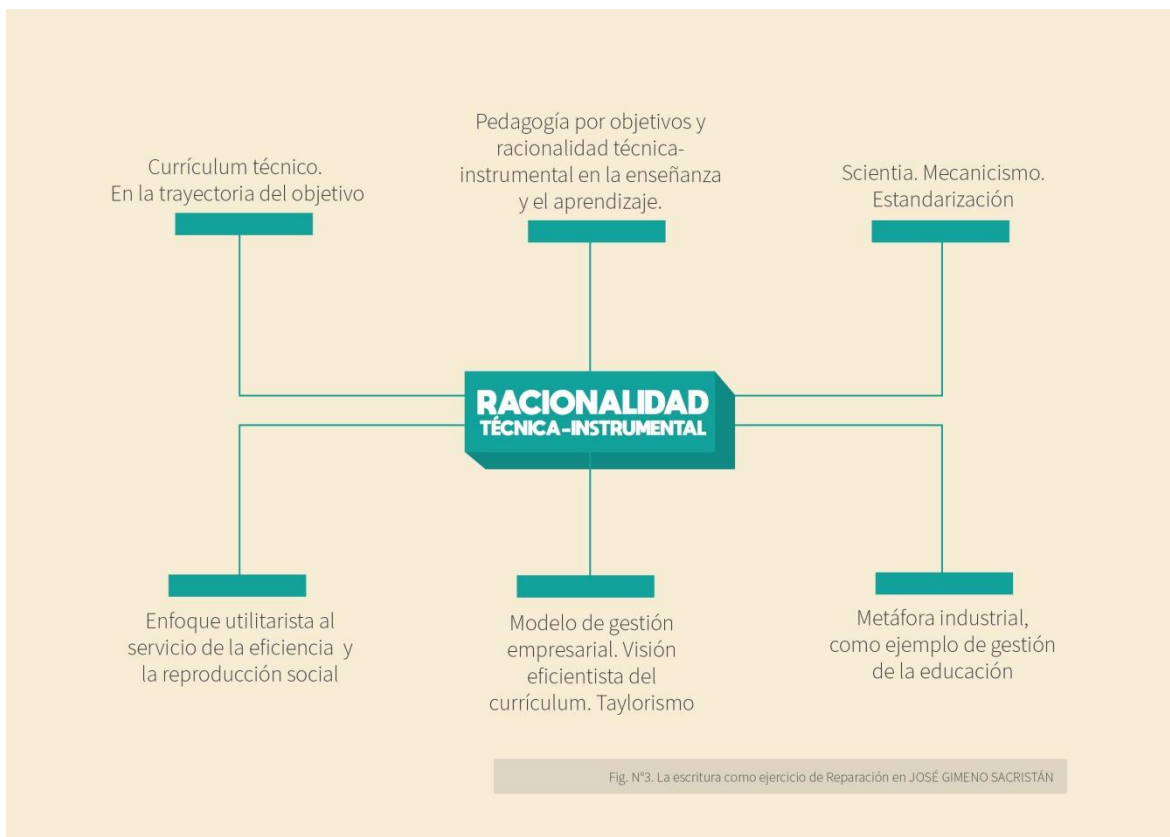 Currículum técnico.
En la trayectoria del objetivo
Pedagogía por objetivos y
racionalidad técnica-
instrumental en la enseñanza
y el aprendizaje.
Scientia. Mecanicismo.
Estandarización
RACIONALIDAD
TÉCNICA-INSTRUMENTAL
Enfoque utilitarista al
servicio de la eficiencia y
la reproducción social
Modelo de gestión
empresarial. Visión
eficientista del
currículum. Taylorismo
Metáfora industrial,
como ejemplo de gestión
de la educación
Fig. N°3. La escritura como ejercicio de Reparación en JOSÉ GIMENO SACRISTÁN